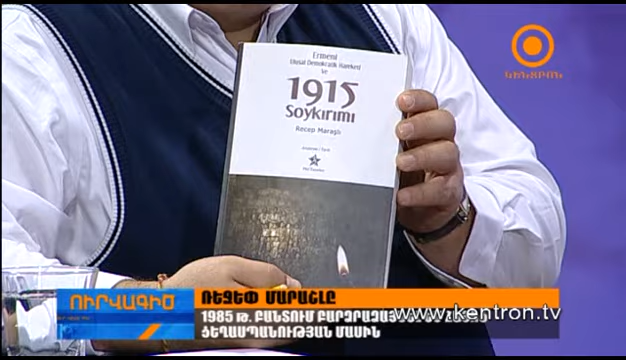 ԿԵՆՏՐՈՆ
Ermeni
Ulusal Demokratik Hareketi
ve
1915
Soykırımı
Recep Maraşlı
ՈՒՐՎԱԳԻԾ
ՌԵՋԵՓ ՄԱՐԱՇԼԸ
1985 թ. ԲԱՆՏՈՒՄ
www.kentron.tv
ՑԵՂԱՍՊԱՆՈՒԹՅԱՆ ՄԱՍԻՆ